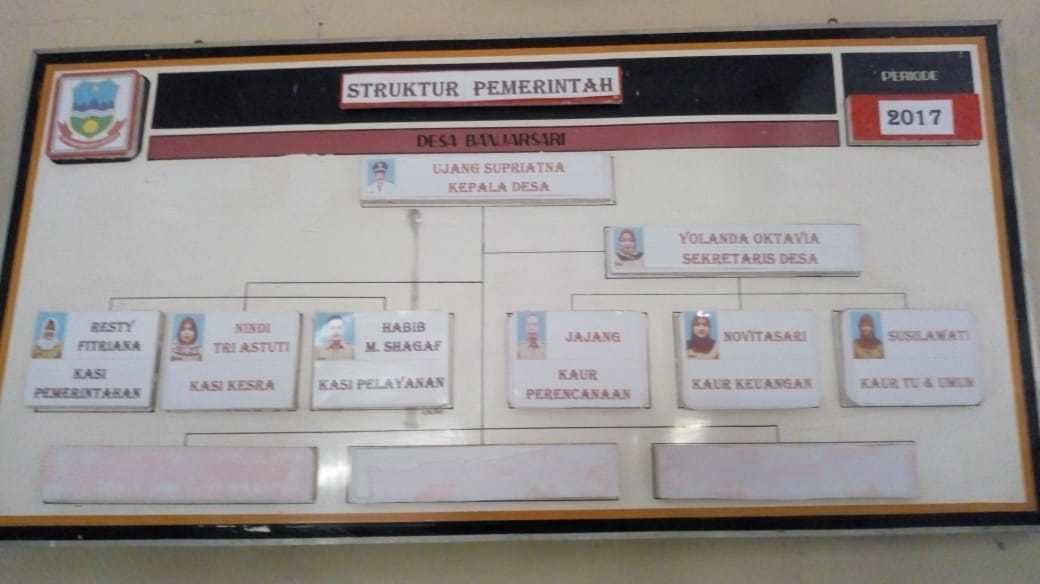 STRUKTUR PEMERINTAH
PERIODE
2017
DESA BANJARSARI
UJANG SUPRIATNA
KEPALA DESA
YOLANDA OKTAVIA
SEKRETARIS DESA
RESTY
FITRIANA
KASI
PEMERINTAHAN
NINDI
TRI ASTUTI
KASI KESRA
HABIB
M. SHAGAF
KASI PELAYANAN
JAJANG
KAUR
PERENCANAAN
NOVITASARI
KAUR KEUANGAN
SUSILAWATI
KAUR TU & UMUM